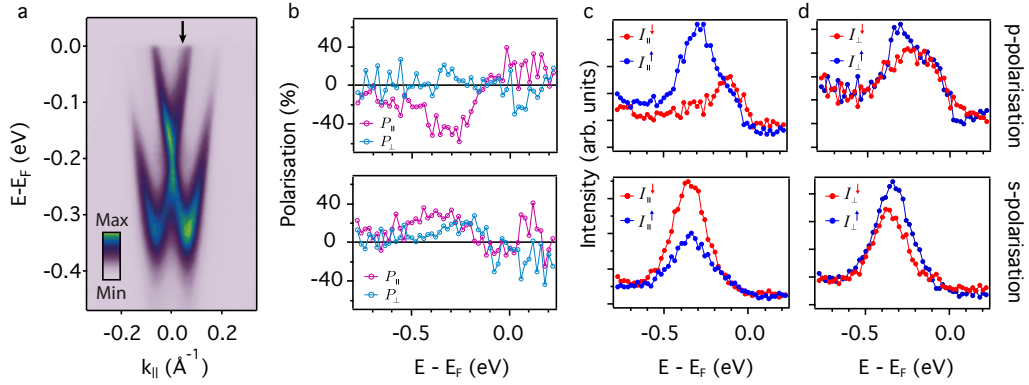 a
b
c
d
0.0
-0.1
-0.2
-0.3
-0.4
E-E_F (eV)
Max
Min
-0.2
0.0
0.2
k_|| (Å⁻¹)
40
0
-40
P_∥
P_⊥
40
0
-40
P_∥
P_⊥
Polarisation (%)
-0.5
0.0
E - E_F (eV)
I_∥↓
I_∥↑
I_∥↓
I_∥↑
Intensity (arb. units)
-0.5
0.0
E - E_F (eV)
I_⊥↓
I_⊥↑
I_⊥↓
I_⊥↑
-0.5
0.0
E - E_F (eV)
p-polarisation
s-polarisation